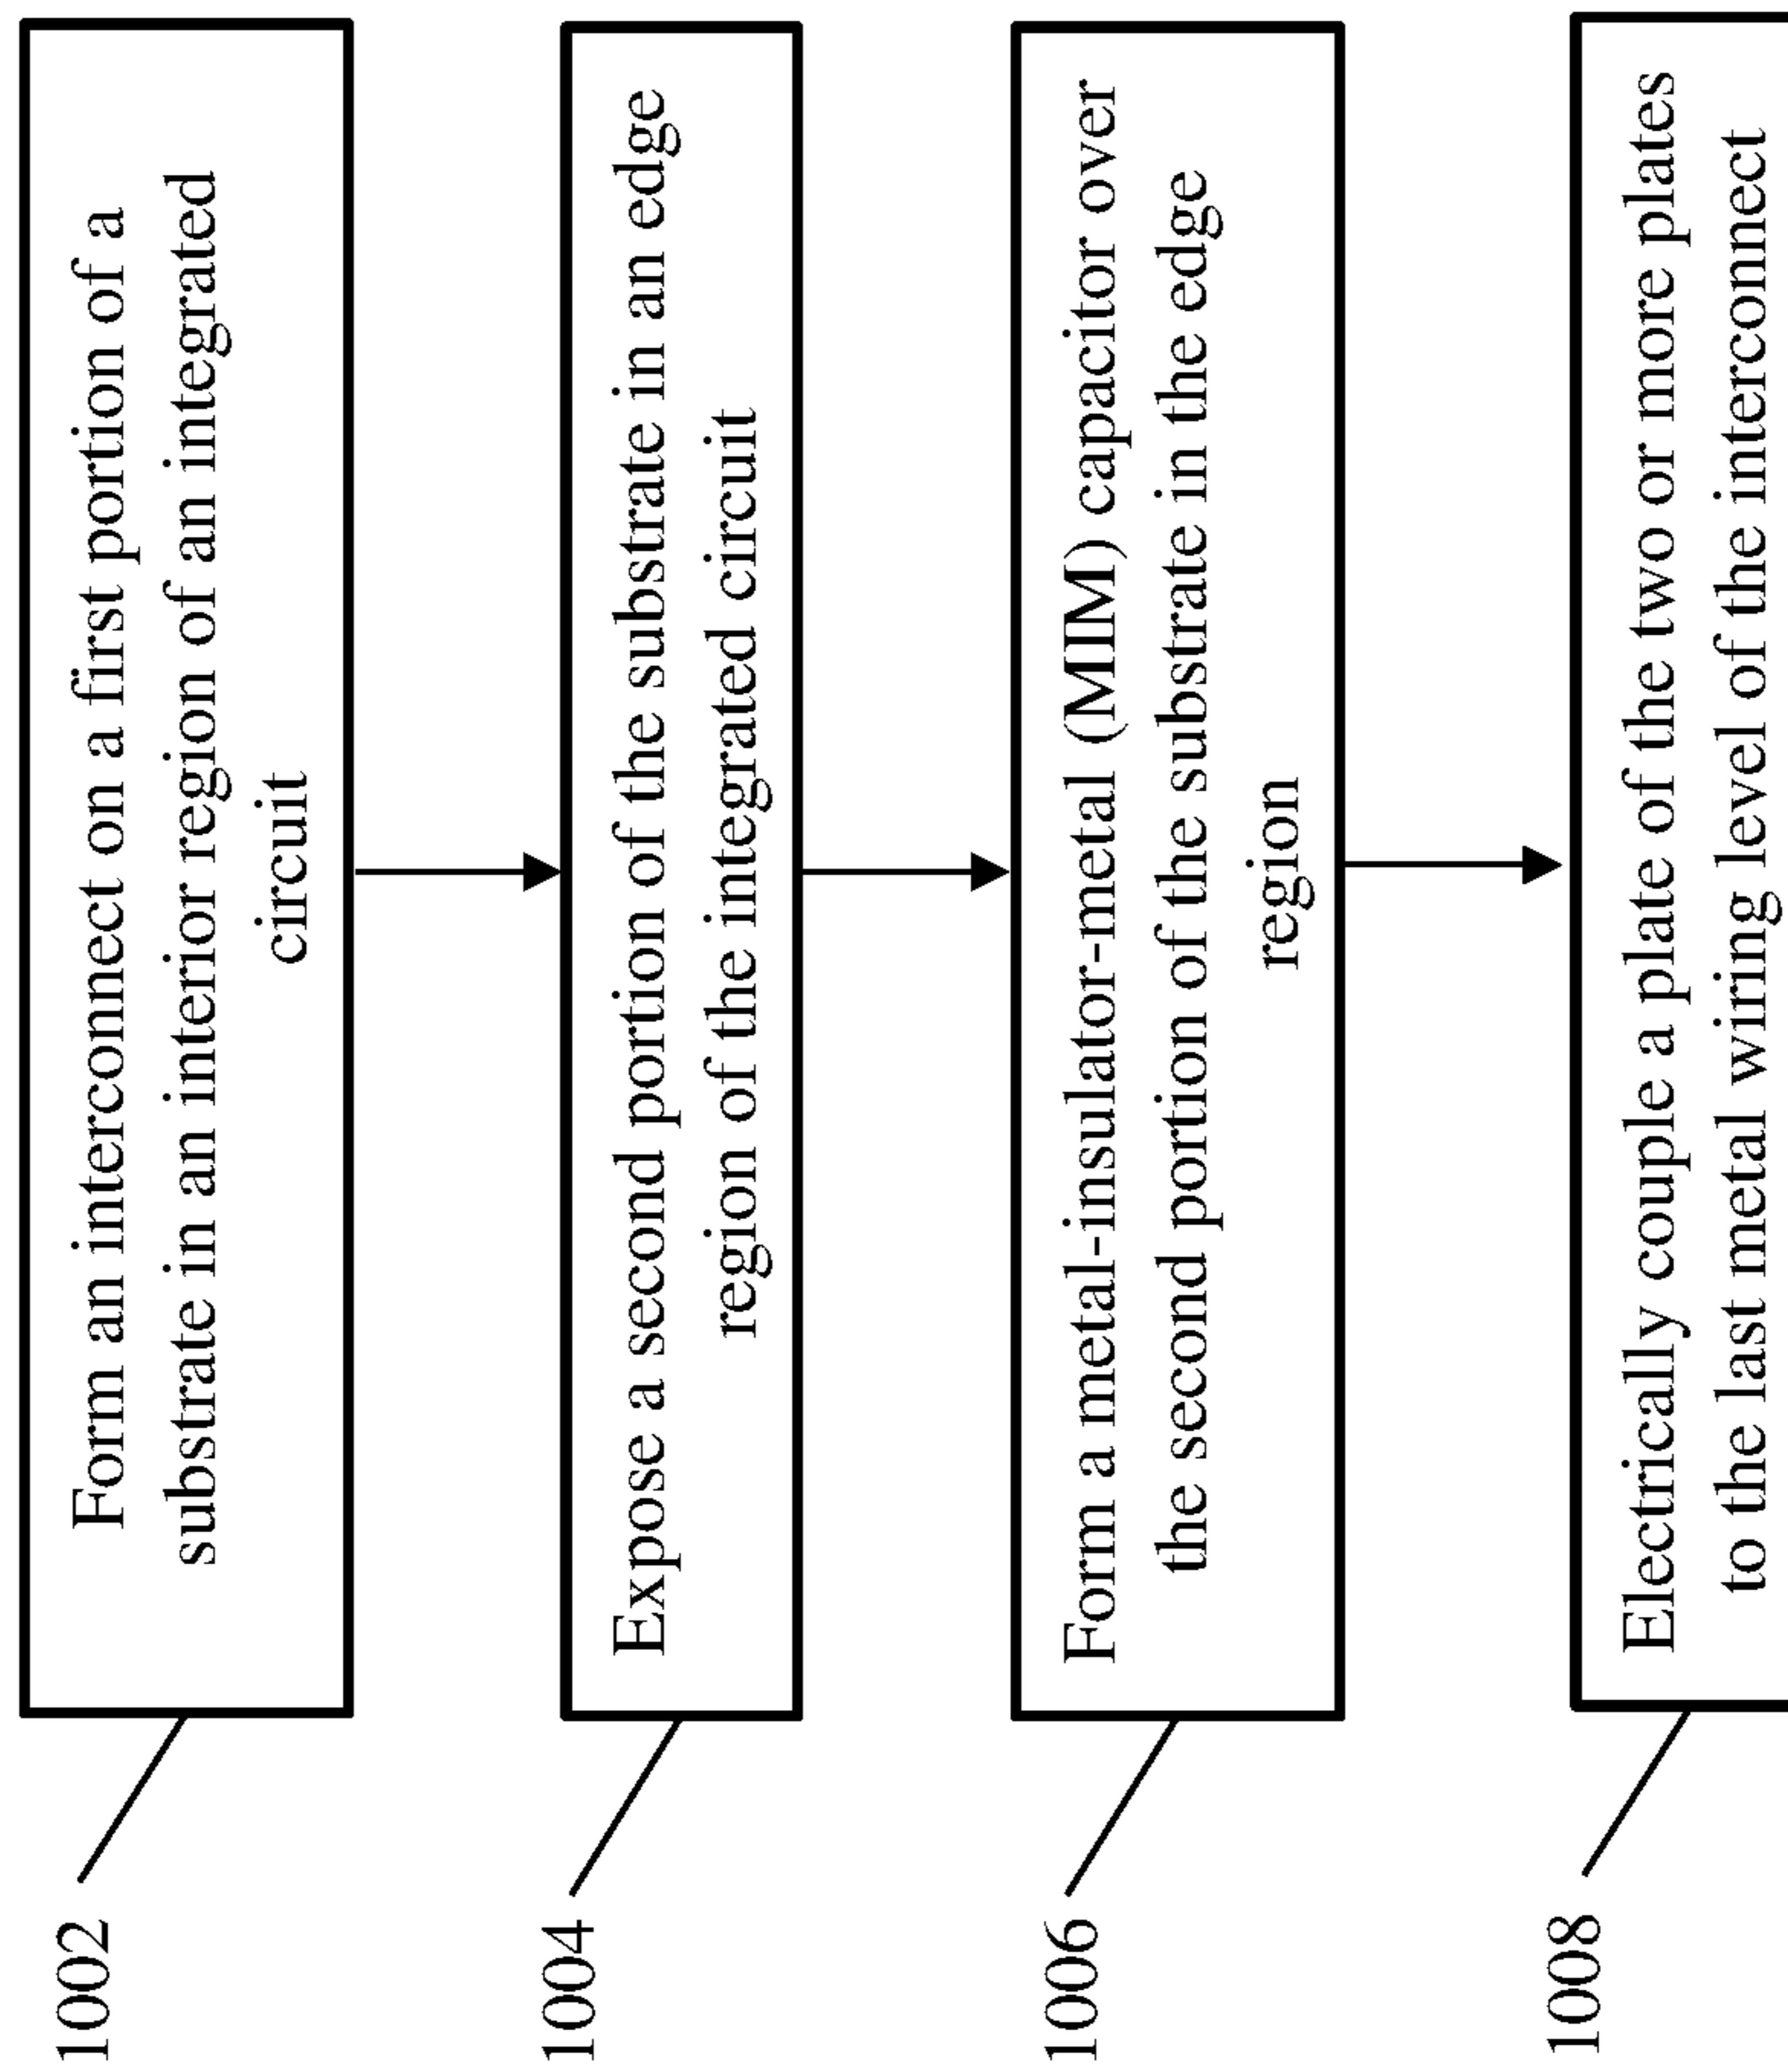 1002
Form an interconnect on a first portion of a
substrate in an interior region of an integrated
circuit
1004
Expose a second portion of the substrate in an edge
region of the integrated circuit
1006
Form a metal-insulator-metal (MIM) capacitor over
the second portion of the substrate in the edge
region
1008
Electrically couple a plate of the two or more plates
to the last metal wiring level of the interconnect